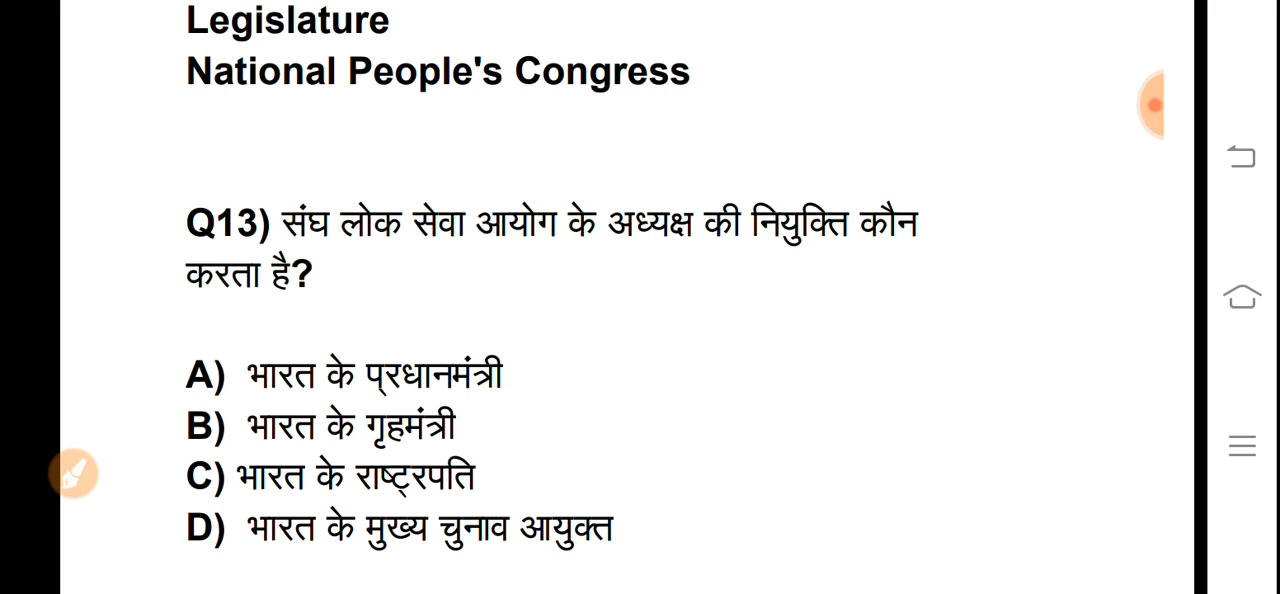 Legislature
National People's Congress
Q13) संघ लोक सेवा आयोग के अध्यक्ष की नियुक्ति कौन
करता है?
A) भारत के प्रधानमंत्री
B) भारत के गृहमंत्री
C) भारत के राष्ट्रपति
D) भारत के मुख्य चुनाव आयुक्त